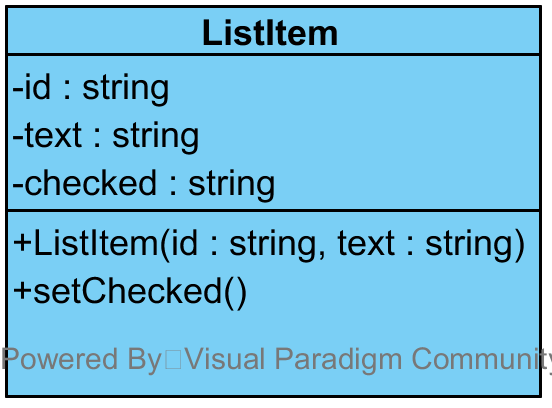 ListItem
-id : string
-text : string
-checked : string
+ListItem(id : string, text : string)
+setChecked()
Powered By Visual Paradigm Community